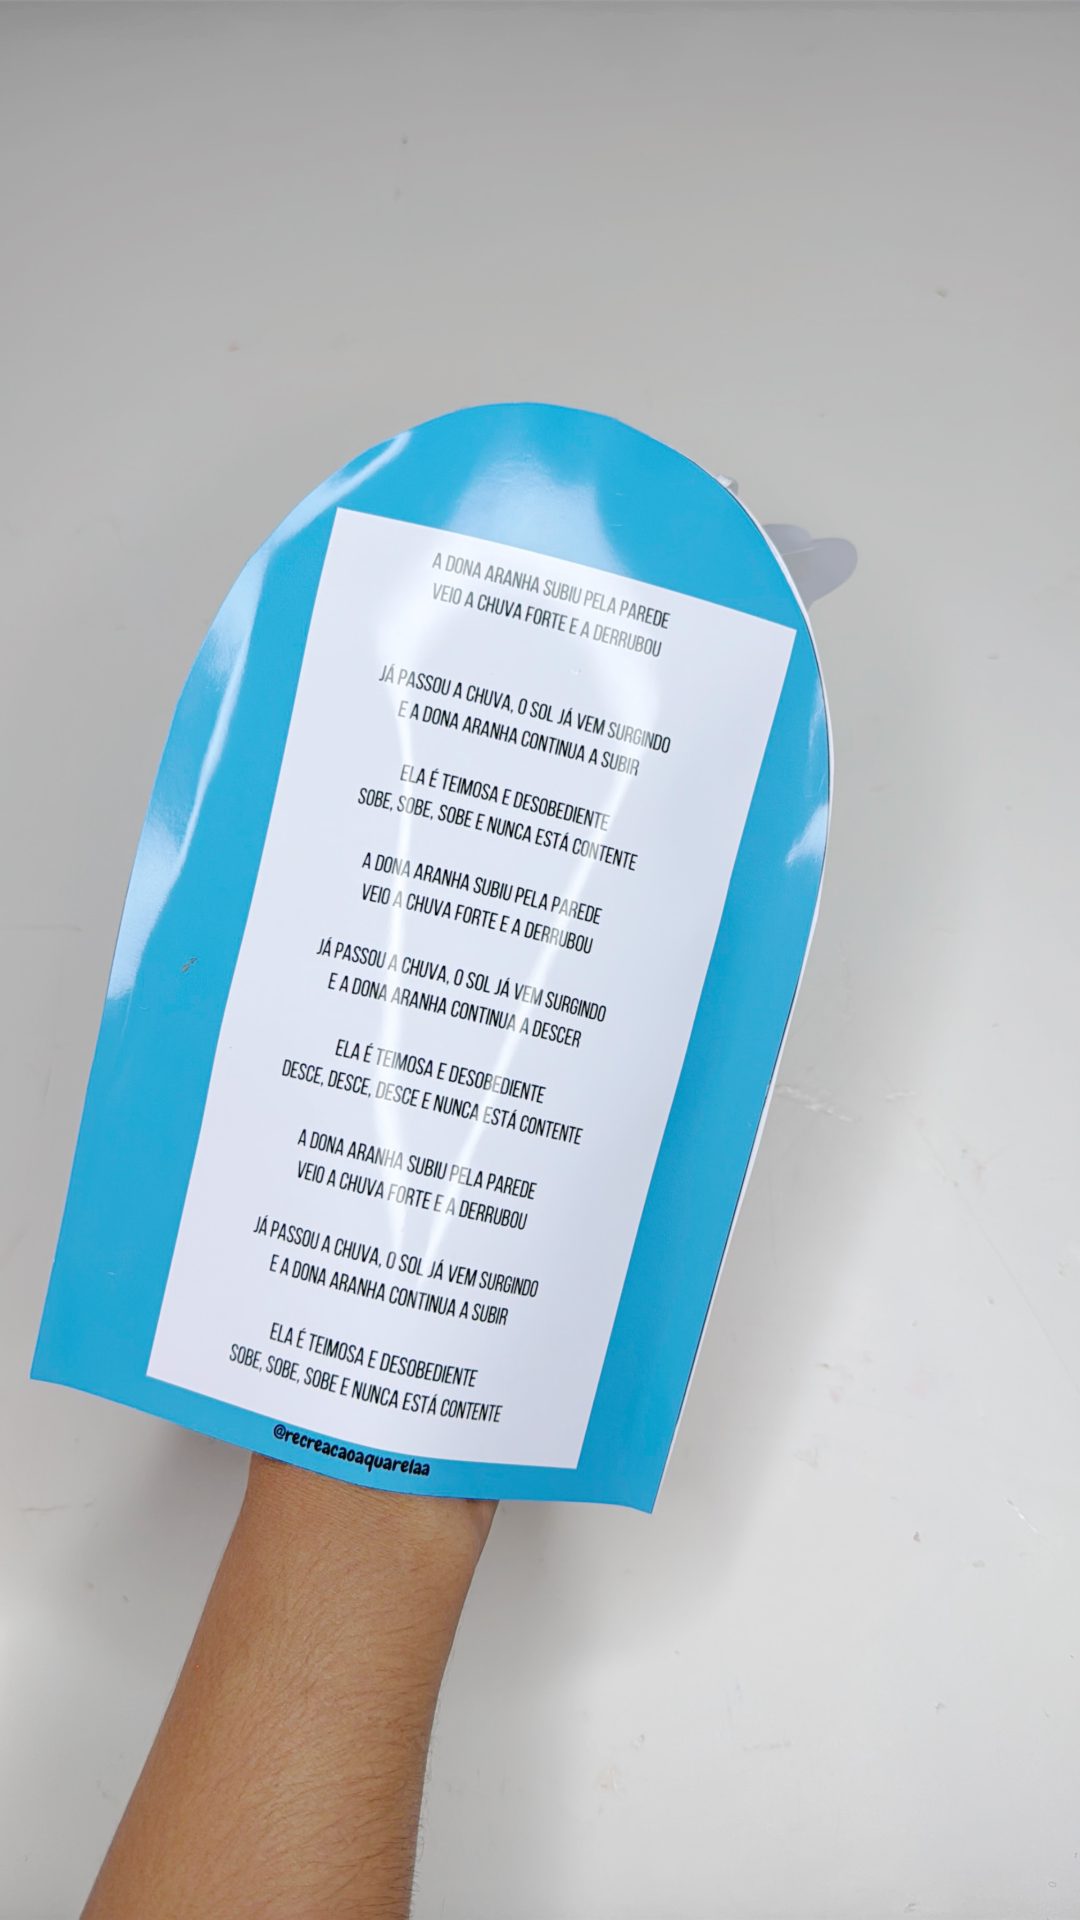 A DONA ARANHA SUBIU PELA PAREDE
VEIO A CHUVA FORTE E A DERRUBOU
JÁ PASSOU A CHUVA, O SOL JÁ VEM SURGINDO
E A DONA ARANHA CONTINUA A SUBIR
ELA É TEIMOSA E DESOBEDIENTE
SOBE, SOBE, SOBE E NUNCA ESTÁ CONTENTE
A DONA ARANHA SUBIU PELA PAREDE
VEIO A CHUVA FORTE E A DERRUBOU
JÁ PASSOU A CHUVA, O SOL JÁ VEM SURGINDO
E A DONA ARANHA CONTINUA A DESCER
ELA É TEIMOSA E DESOBEDIENTE
DESCE, DESCE, DESCE E NUNCA ESTÁ CONTENTE
A DONA ARANHA SUBIU PELA PAREDE
VEIO A CHUVA FORTE E A DERRUBOU
JÁ PASSOU A CHUVA, O SOL JÁ VEM SURGINDO
E A DONA ARANHA CONTINUA A SUBIR
ELA É TEIMOSA E DESOBEDIENTE
SOBE, SOBE, SOBE E NUNCA ESTÁ CONTENTE
@recreacaoaquarelaa